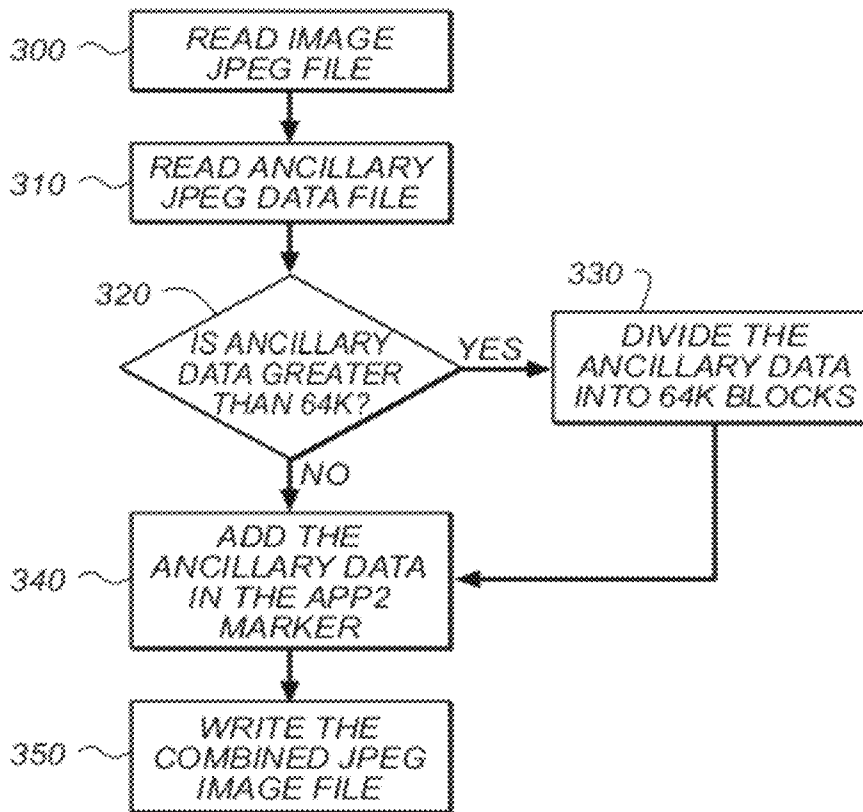 300
READ IMAGE
JPEG FILE
310
READ ANCILLARY
JPEG DATA FILE
320
IS ANCILLARY
DATA GREATER
THAN 64K?
YES
330
DIVIDE THE
ANCILLARY DATA
INTO 64K BLOCKS
NO
340
ADD THE
ANCILLARY DATA
IN THE APP2
MARKER
350
WRITE THE
COMBINED JPEG
IMAGE FILE